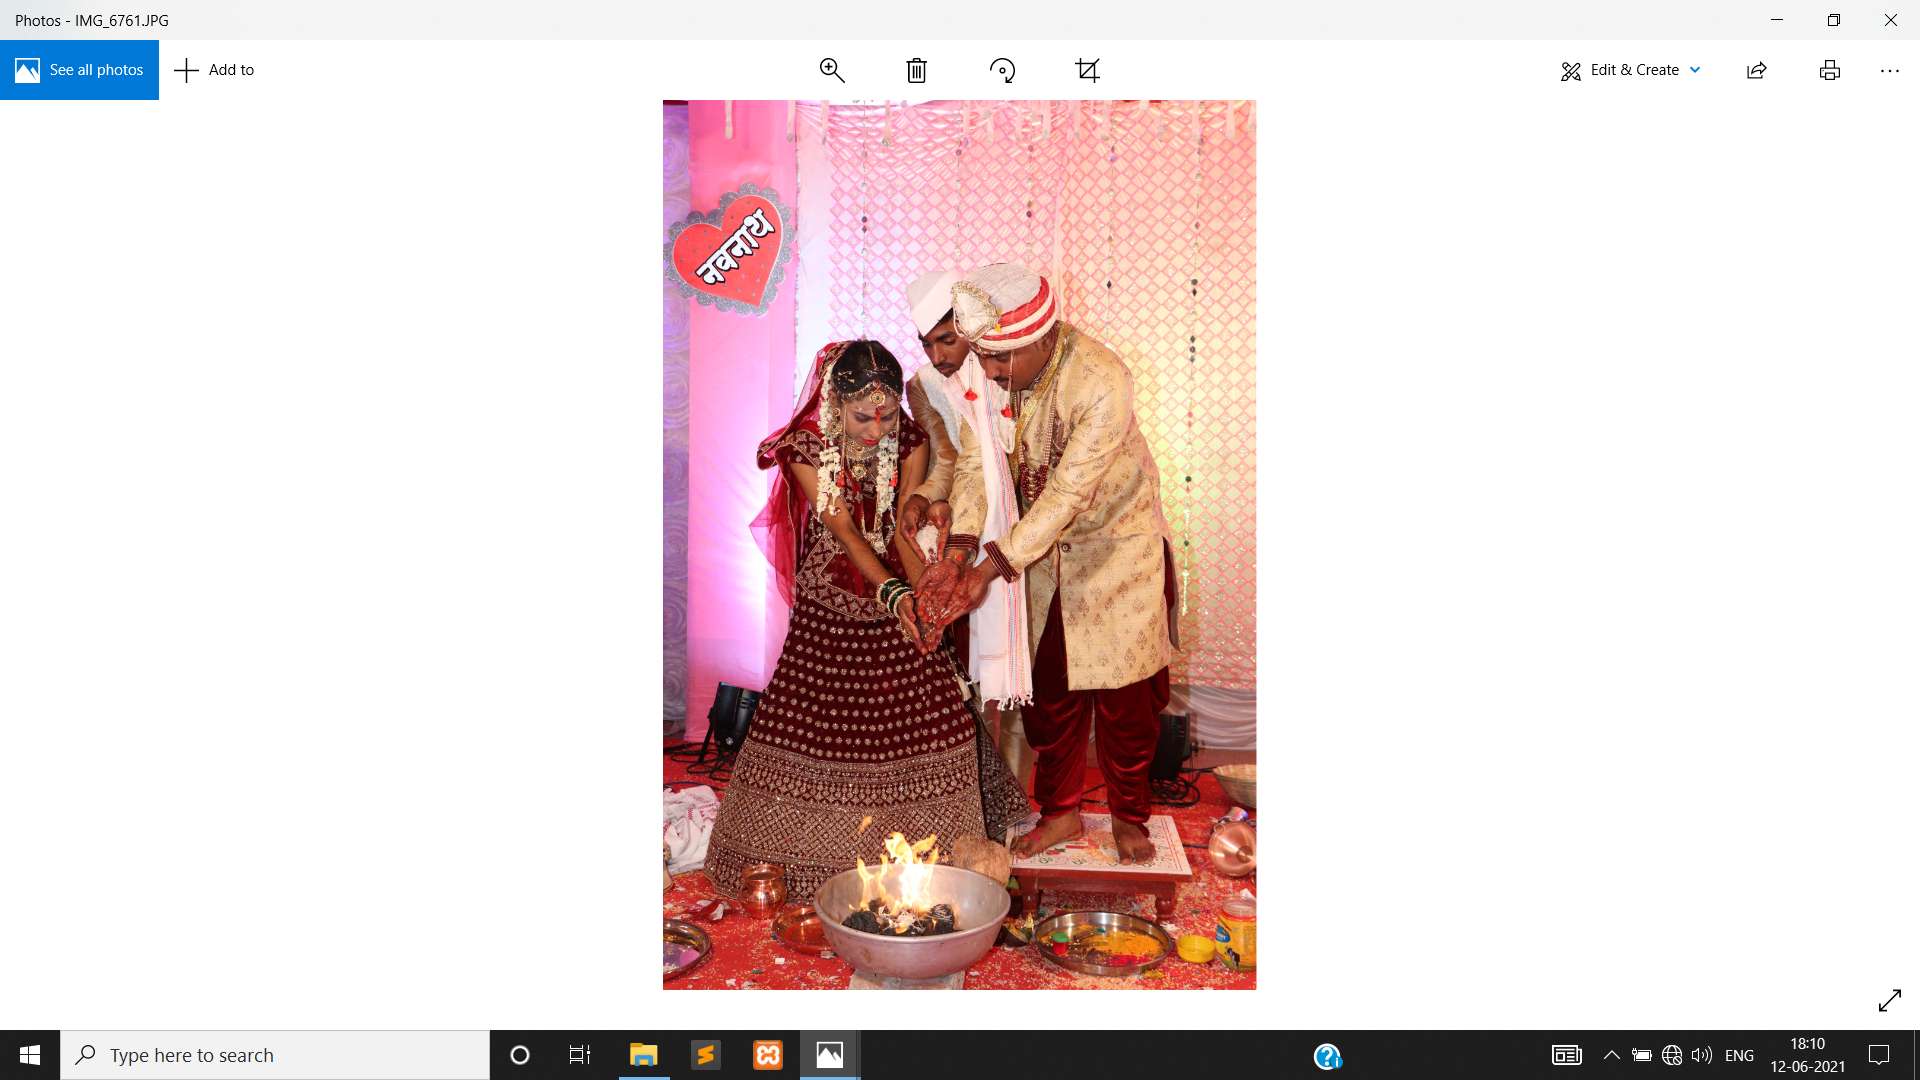 Photos - IMG_6761.JPG
See all photos
Add to
Edit & Create
नवनाथ
Type here to search
ENG
18:10
12-06-2021